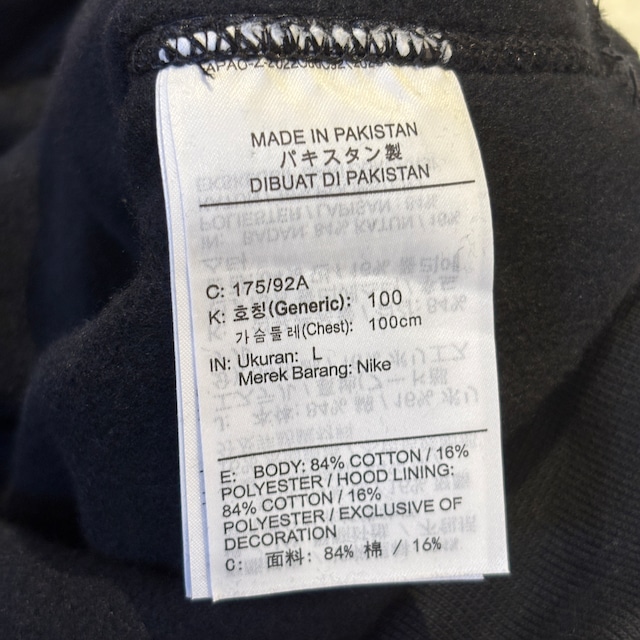 MADE IN PAKISTAN
パキスタン製
DIBUAT DI PAKISTAN
C: 175/92A
K: 호칭(Generic): 100
가슴둘레(Chest): 100cm
IN: Ukuran: L
Merek Barang: Nike
E: BODY: 84% COTTON / 16%
POLYESTER / HOOD LINING:
84% COTTON / 16%
POLYESTER / EXCLUSIVE OF
DECORATION
C: 面料: 84% 棉 / 16%